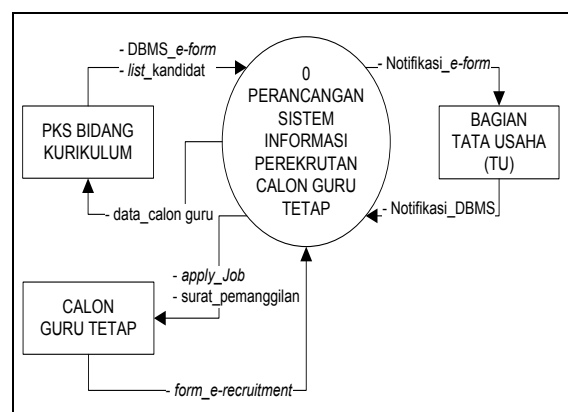 - DBMS_e-form
- list_kandidat
0
PERANCANGAN
SISTEM
INFORMASI
PEREKRUTAN
CALON GURU
TETAP
- Notifikasi_e-form
PKS BIDANG
KURIKULUM
BAGIAN
TATA USAHA
(TU)
- data_calon guru
- Notifikasi_DBMS
- apply_Job
- surat_pemanggilan
CALON
GURU TETAP
- form_e-recruitment